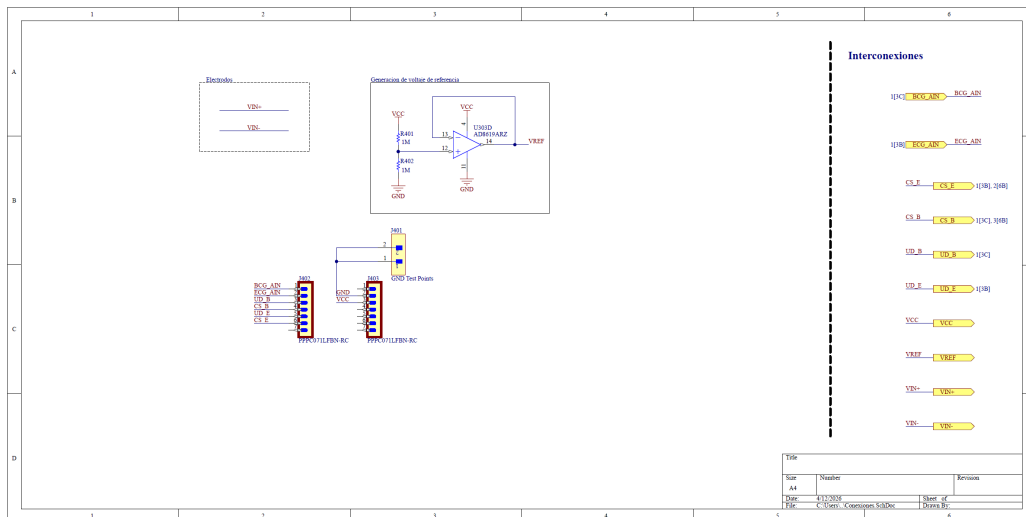 1 2 3 4 5 6
Interconexiones
A
Electrodos
VIN+
VIN-
Generacion de voltaje de referencia
VCC
R401
1M
R402
1M
GND
VCC
4
U303D
AD8619ARZ
13
12
14
VREF
11
GND
BCG_AIN
1[3C] BCG_AIN
ECG_AIN
1[3B] ECG_AIN
B
CS_E
CS_E 1[3B], 2[6B]
CS_B
CS_B 1[3C], 3[6B]
UD_B
UD_B 1[3C]
UD_E
UD_E 1[3B]
VCC
VCC
VREF
VREF
VIN+
VIN+
VIN-
VIN-
J401
2
1
GND Test Points
C
J402
BCG_AIN
ECG_AIN
UD_B
CS_B
UD_E
CS_E
PPPC071LFBN-RC
J403
GND
VCC
PPPC071LFBN-RC
D
Title
Size Number Revision
A4
Date: 4/12/2026 Sheet of
File: C:\Users\..\Conexiones.SchDoc Drawn By:
1 2 3 4 5 6